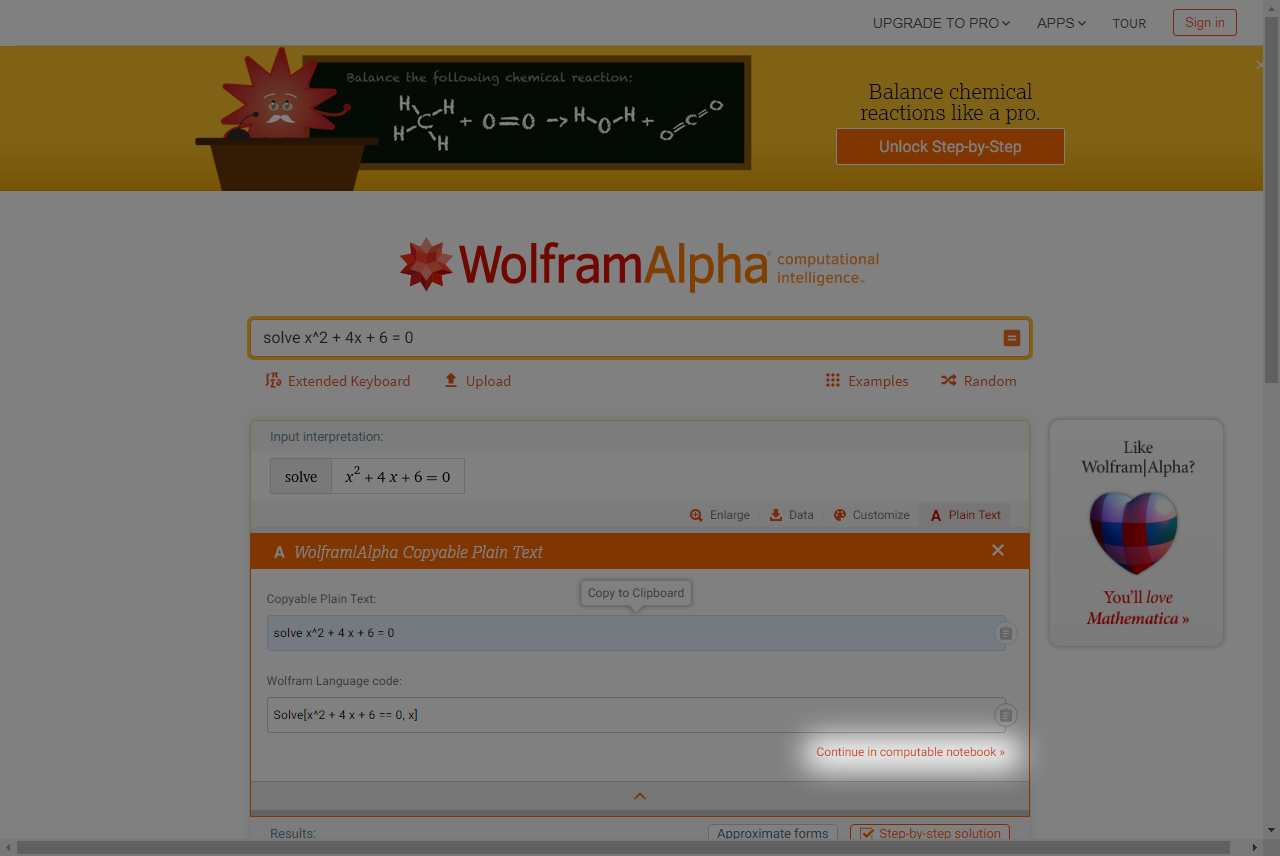 UPGRADE TO PRO APPS TOUR Sign in
Balance the following chemical reaction:
H H C H H + O=O -> H O H + O=C=O
Balance chemical
reactions like a pro.
Unlock Step-by-Step
WolframAlpha computational
intelligence.
solve x^2 + 4x + 6 = 0
Extended Keyboard Upload Examples Random
Input interpretation:
solve x² + 4 x + 6 = 0
Enlarge Data Customize A Plain Text
A Wolfram|Alpha Copyable Plain Text
Copyable Plain Text:
Copy to Clipboard
solve x^2 + 4 x + 6 = 0
Wolfram Language code:
Solve[x^2 + 4 x + 6 == 0, x]
Continue in computable notebook »
Results: Approximate forms Step-by-step solution
Like
Wolfram|Alpha?
You'll love
Mathematica »